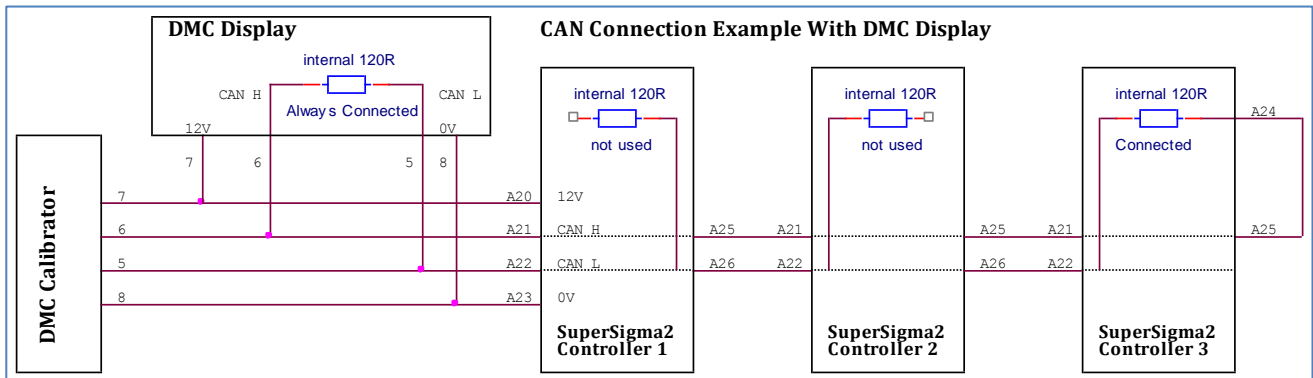 DMC Display
CAN Connection Example With DMC Display
internal 120R
CAN H
CAN L
Always Connected
12V
0V
7
6
5
8
internal 120R
not used
internal 120R
not used
internal 120R
Connected
A24
DMC Calibrator
7
A20
12V
6
A21
CAN H
A25
A21
A25
A21
A25
5
A22
CAN L
A26
A22
A26
A22
8
A23
0V
SuperSigma2
Controller 1
SuperSigma2
Controller 2
SuperSigma2
Controller 3